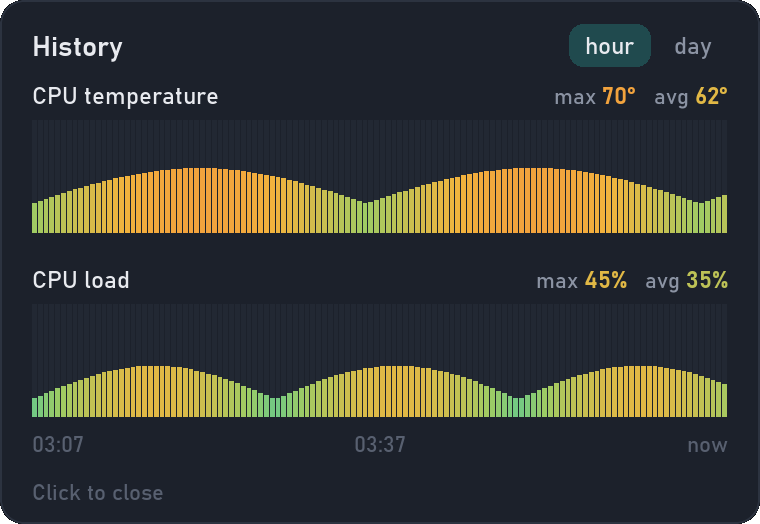 History hour day
CPU temperature max 70° avg 62°
CPU load max 45% avg 35%
03:07 03:37 now
Click to close